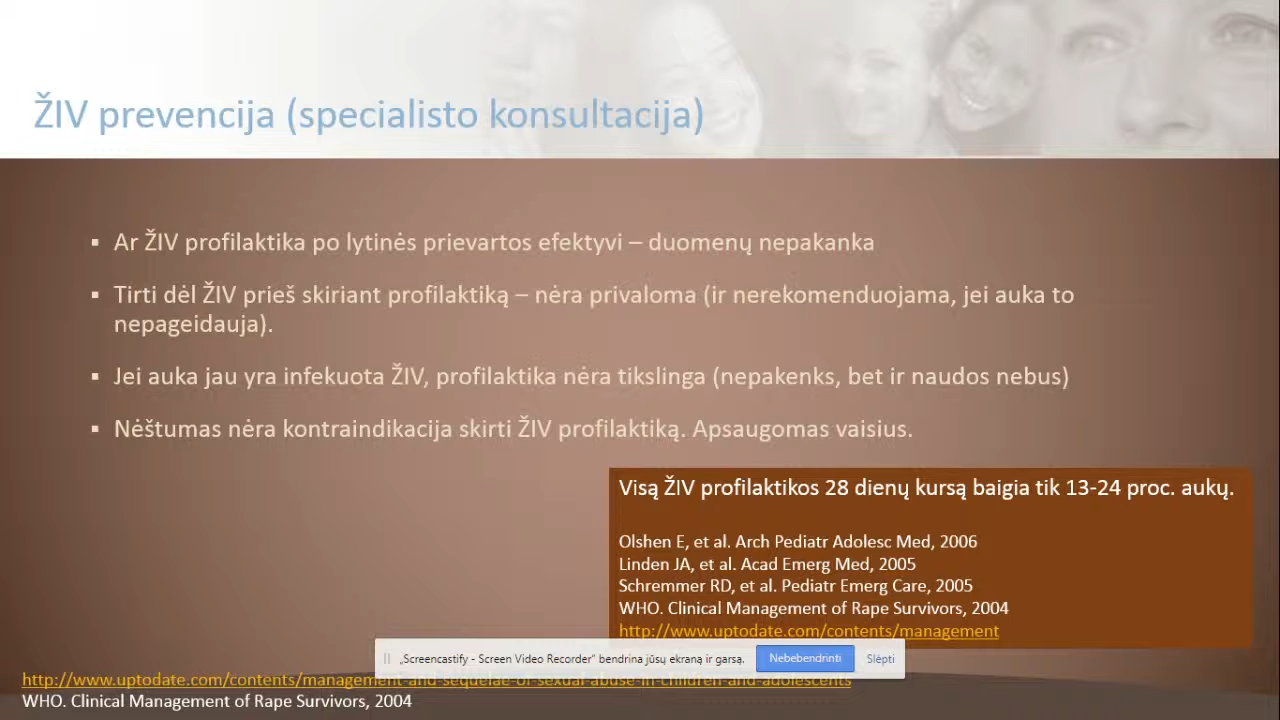 ŽIV prevencija (specialisto konsultacija)
▪ Ar ŽIV profilaktika po lytinės prievartos efektyvi – duomenų nepakanka
▪ Tirti dėl ŽIV prieš skiriant profilaktiką – nėra privaloma (ir nerekomenduojama, jei auka to
nepageidauja).
▪ Jei auka jau yra infekuota ŽIV, profilaktika nėra tikslinga (nepakenks, bet ir naudos nebus)
▪ Nėštumas nėra kontraindikacija skirti ŽIV profilaktiką. Apsaugomas vaisius.
Visą ŽIV profilaktikos 28 dienų kursą baigia tik 13-24 proc. aukų.
Olshen E, et al. Arch Pediatr Adolesc Med, 2006
Linden JA, et al. Acad Emerg Med, 2005
Schremmer RD, et al. Pediatr Emerg Care, 2005
WHO. Clinical Management of Rape Survivors, 2004
http://www.uptodate.com/contents/management
„Screencastify - Screen Video Recorder“ bendrina jūsų ekraną ir garsą.
Nebebendrinti
Slėpti
http://www.uptodate.com/contents/management-and-sequelae-of-sexual-abuse-in-children-and-adolescents
WHO. Clinical Management of Rape Survivors, 2004